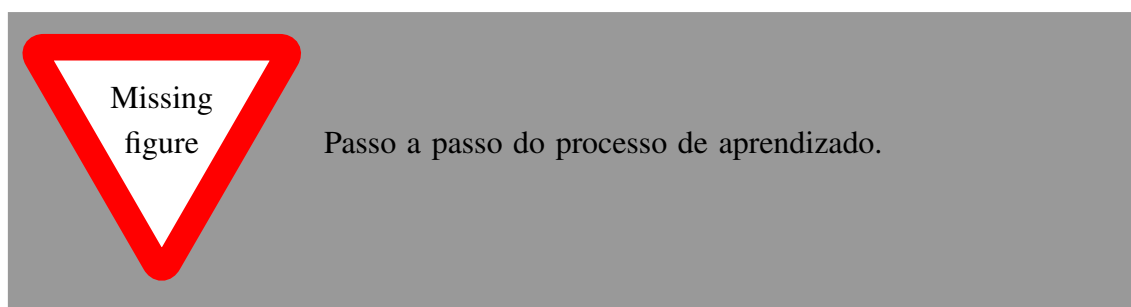 Missing
figure
Passo a passo do processo de aprendizado.